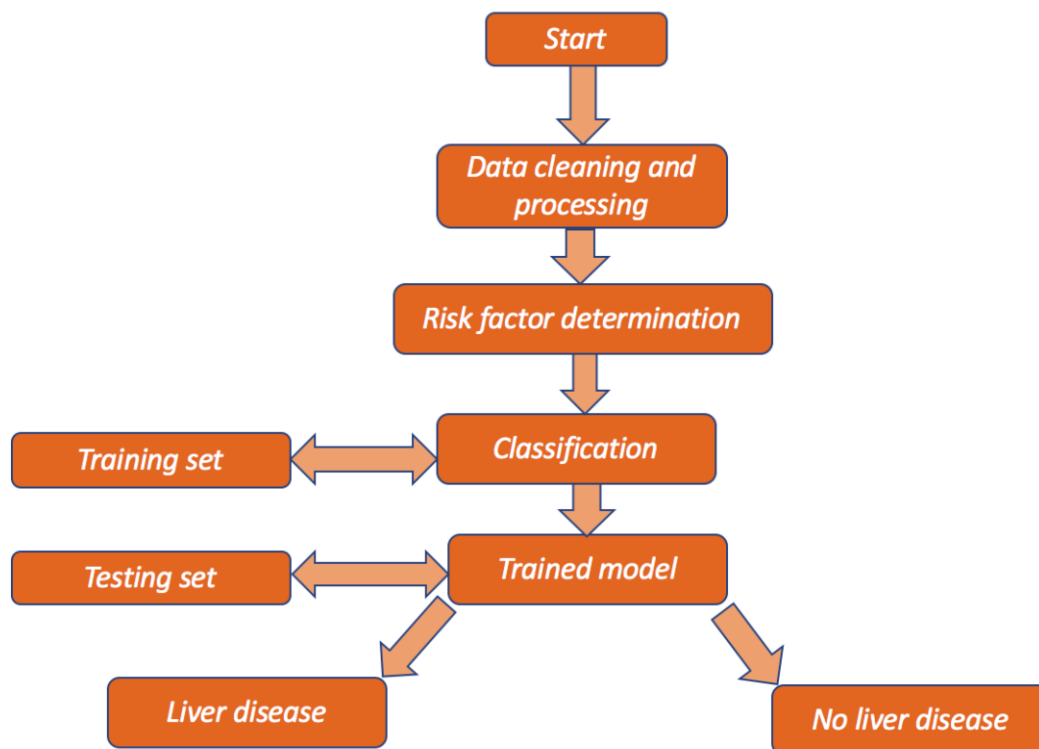 Start
Data cleaning and
processing
Risk factor determination
Classification
Training set
Trained model
Testing set
Liver disease
No liver disease